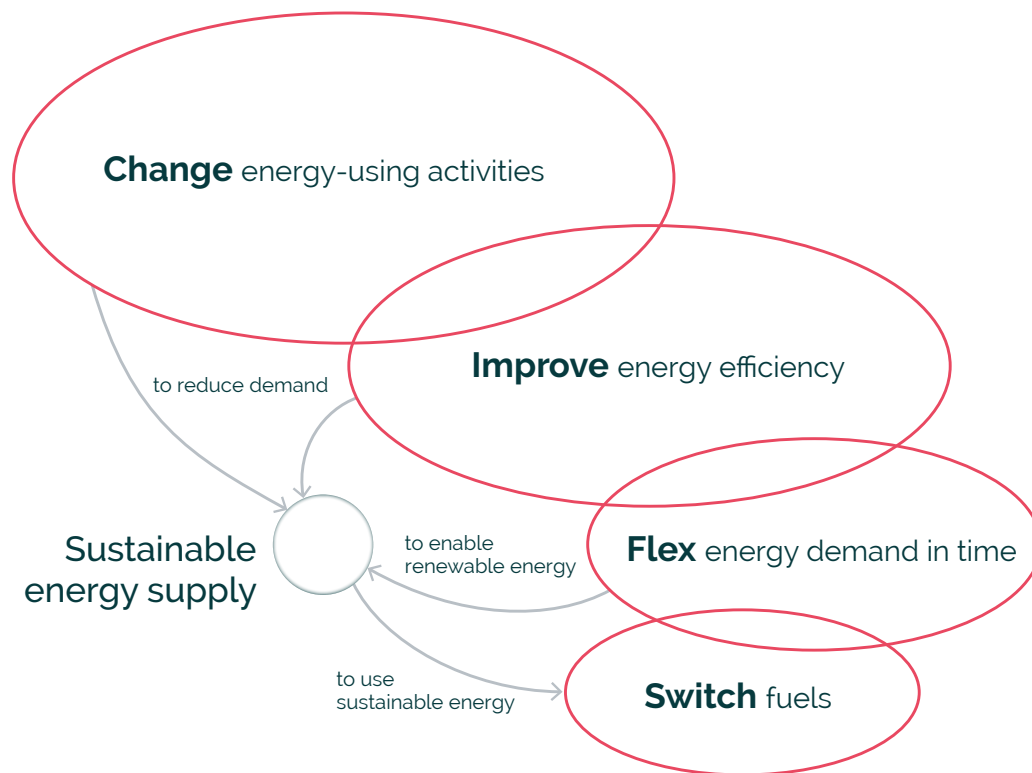 Change energy-using activities
Improve energy efficiency
to reduce demand
Sustainable
energy supply
to enable
renewable energy
Flex energy demand in time
to use
sustainable energy
Switch fuels